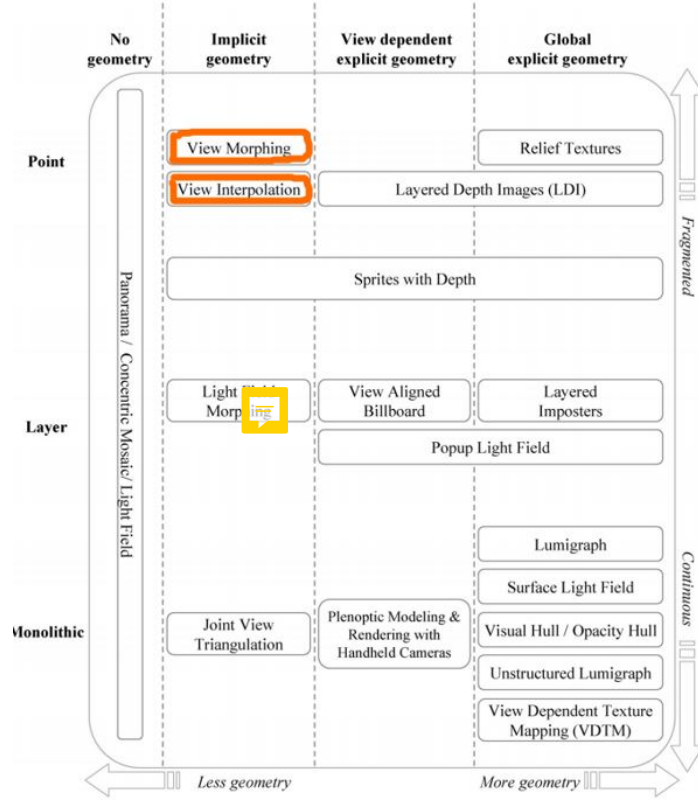 No
geometry
Implicit
geometry
View dependent
explicit geometry
Global
explicit geometry
Point
View Morphing
Relief Textures
View Interpolation
Layered Depth Images (LDI)
Fragmented
Sprites with Depth
Panorama / Concentric Mosaic/ Light Field
Layer
Light
Morphing
View Aligned
Billboard
Layered
Imposters
Popup Light Field
Continuous
Monolithic
Joint View
Triangulation
Plenoptic Modeling &
Rendering with
Handheld Cameras
Lumigraph
Surface Light Field
Visual Hull / Opacity Hull
Unstructured Lumigraph
View Dependent Texture
Mapping (VDTM)
Less geometry
More geometry